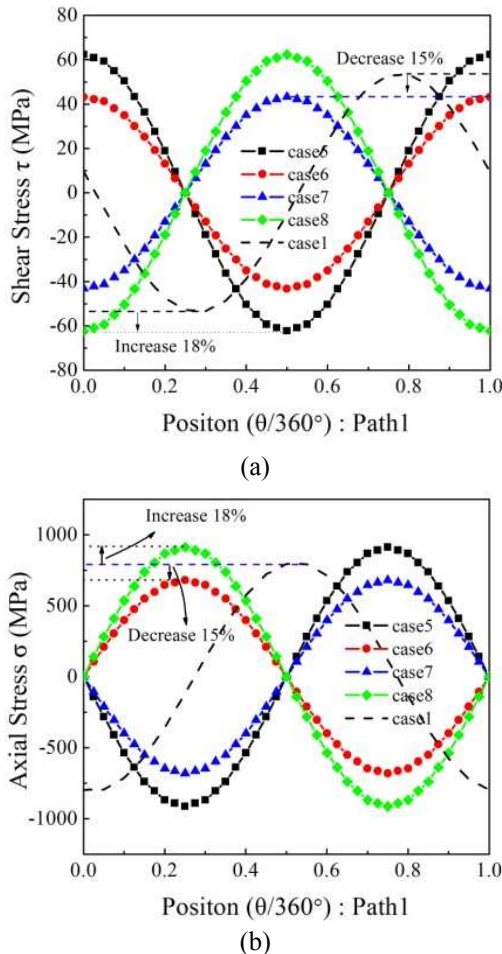 60
40
20
0
-20
-40
-60
-80
Shear Stress τ (MPa)
Decrease 15%
case5
case6
case7
case8
case1
Increase 18%
0.0 0.2 0.4 0.6 0.8 1.0
Positon (θ/360°) : Path1
(a)
1000
500
0
-500
-1000
Axial Stress σ (MPa)
Increase 18%
Decrease 15%
case5
case6
case7
case8
case1
0.0 0.2 0.4 0.6 0.8 1.0
Positon (θ/360°) : Path1
(b)